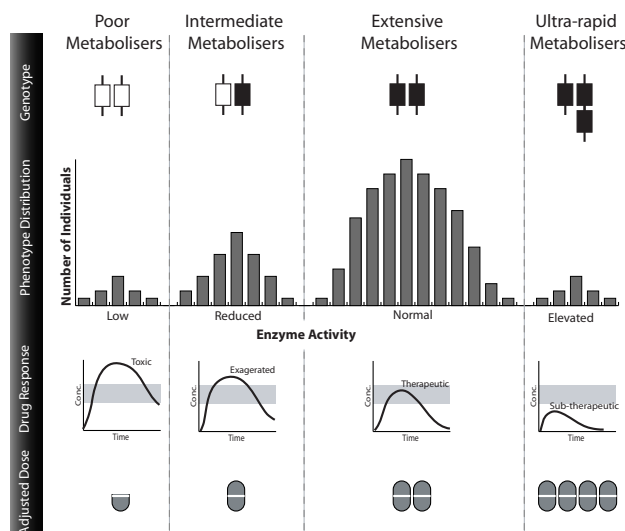 Poor
Metabolisers
Intermediate
Metabolisers
Extensive
Metabolisers
Ultra-rapid
Metabolisers
Genotype
Phenotype Distribution
Number of Individuals
Low
Reduced
Normal
Elevated
Enzyme Activity
Drug Response
Conc.
Toxic
Time
Conc.
Exagerated
Time
Conc.
Therapeutic
Time
Conc.
Sub-therapeutic
Time
Adjusted Dose